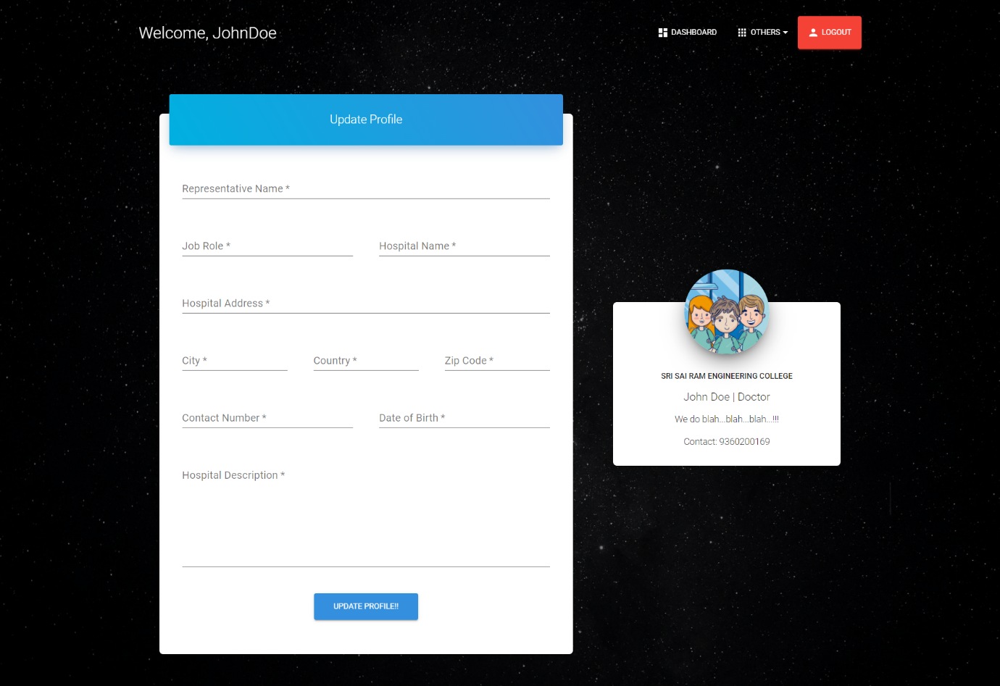 Welcome, JohnDoe
DASHBOARD
OTHERS
LOGOUT
Update Profile
Representative Name *
Job Role *
Hospital Name *
Hospital Address *
City *
Country *
Zip Code *
Contact Number *
Date of Birth *
Hospital Description *
UPDATE PROFILE!!
SRI SAI RAM ENGINEERING COLLEGE
John Doe | Doctor
We do blah...blah...blah...!!!
Contact: 9360200169